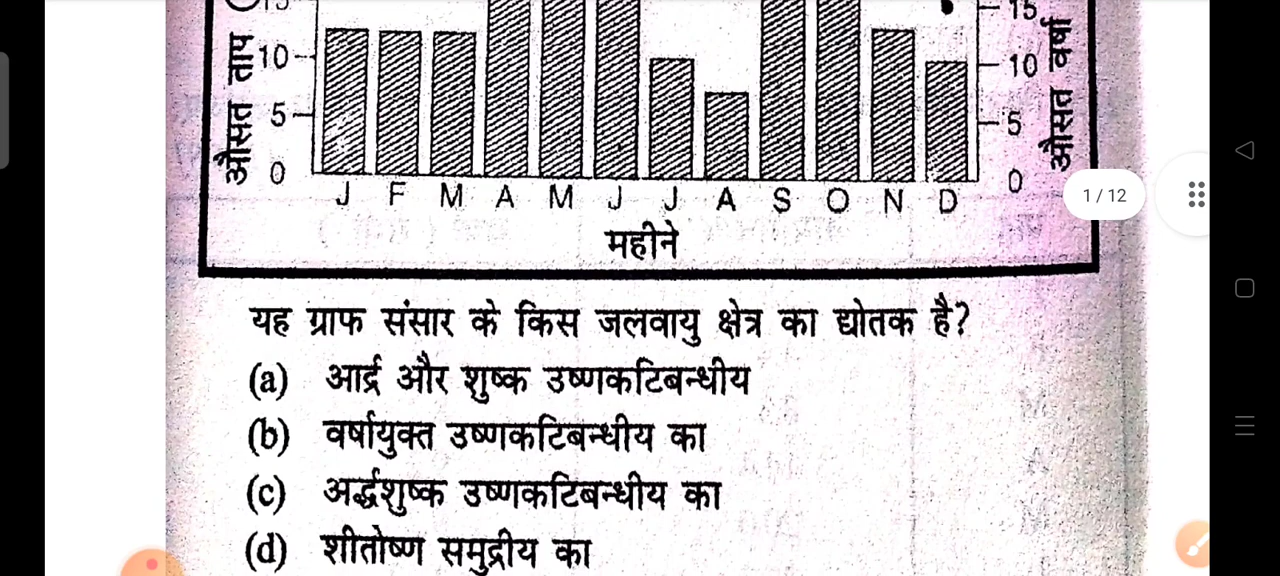 15
औसत ताप
10
5
0
15
औसत वर्षा
10
5
0
J F M A M J J A S O N D
महीने
1 / 12
यह ग्राफ संसार के किस जलवायु क्षेत्र का द्योतक है?
(a) आर्द्र और शुष्क उष्णकटिबन्धीय
(b) वर्षायुक्त उष्णकटिबन्धीय का
(c) अर्द्धशुष्क उष्णकटिबन्धीय का
(d) शीतोष्ण समुद्रीय का